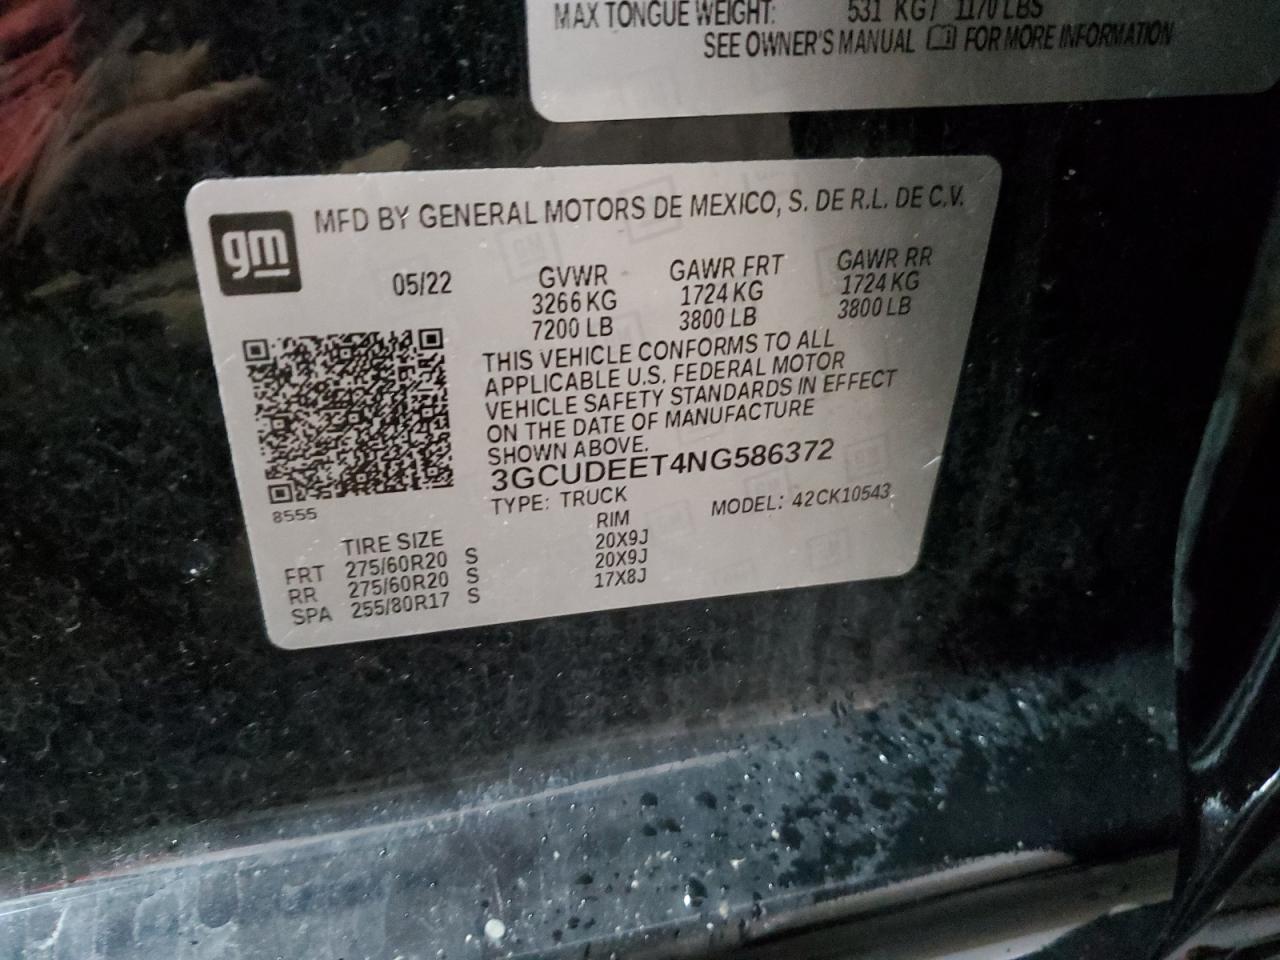 MAX TONGUE WEIGHT: 531 KG / 1170 LBS
SEE OWNER'S MANUAL FOR MORE INFORMATION
gm
MFD BY GENERAL MOTORS DE MEXICO, S. DE R.L. DE C.V.
05/22 GVWR GAWR FRT GAWR RR
3266 KG 1724 KG 1724 KG
7200 LB 3800 LB 3800 LB
THIS VEHICLE CONFORMS TO ALL
APPLICABLE U.S. FEDERAL MOTOR
VEHICLE SAFETY STANDARDS IN EFFECT
ON THE DATE OF MANUFACTURE
SHOWN ABOVE.
3GCUDEET4NG586372
8555
TYPE: TRUCK MODEL: 42CK10543
TIRE SIZE RIM
FRT 275/60R20 S 20X9J
RR 275/60R20 S 20X9J
SPA 255/80R17 S 17X8J